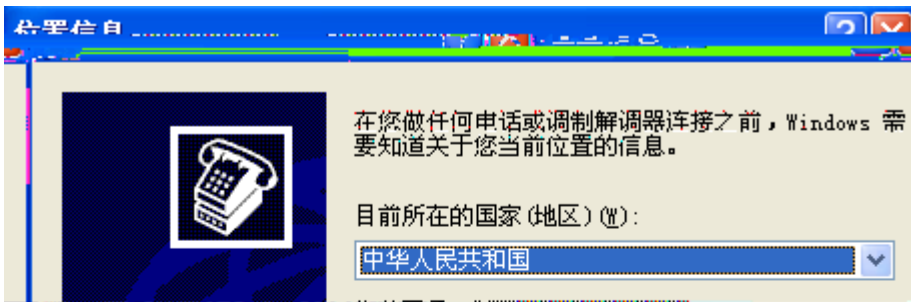 位置信息
在您做任何电话或调制解调器连接之前，Windows 需
要知道关于您当前位置的信息。
目前所在的国家(地区)(W):
中华人民共和国